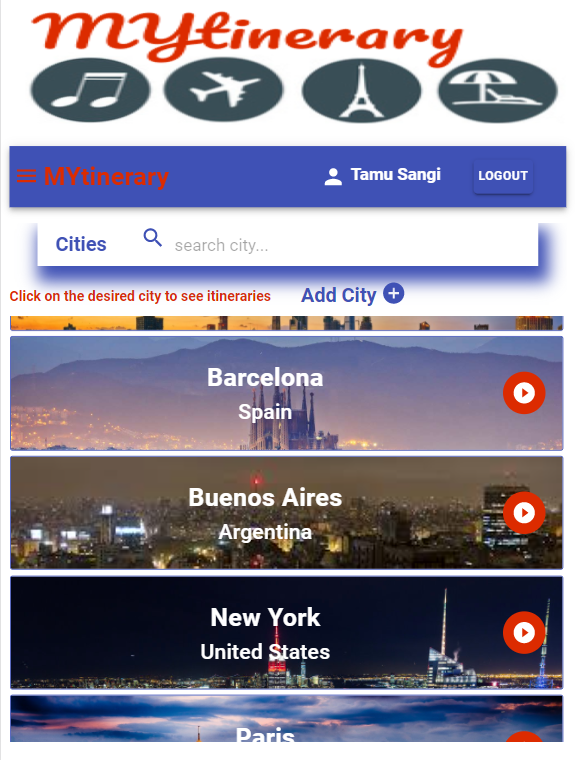 MYtinerary
MYtinerary
Tamu Sangi
LOGOUT
Cities
search city...
Click on the desired city to see itineraries
Add City
Barcelona
Spain
Buenos Aires
Argentina
New York
United States
Paris